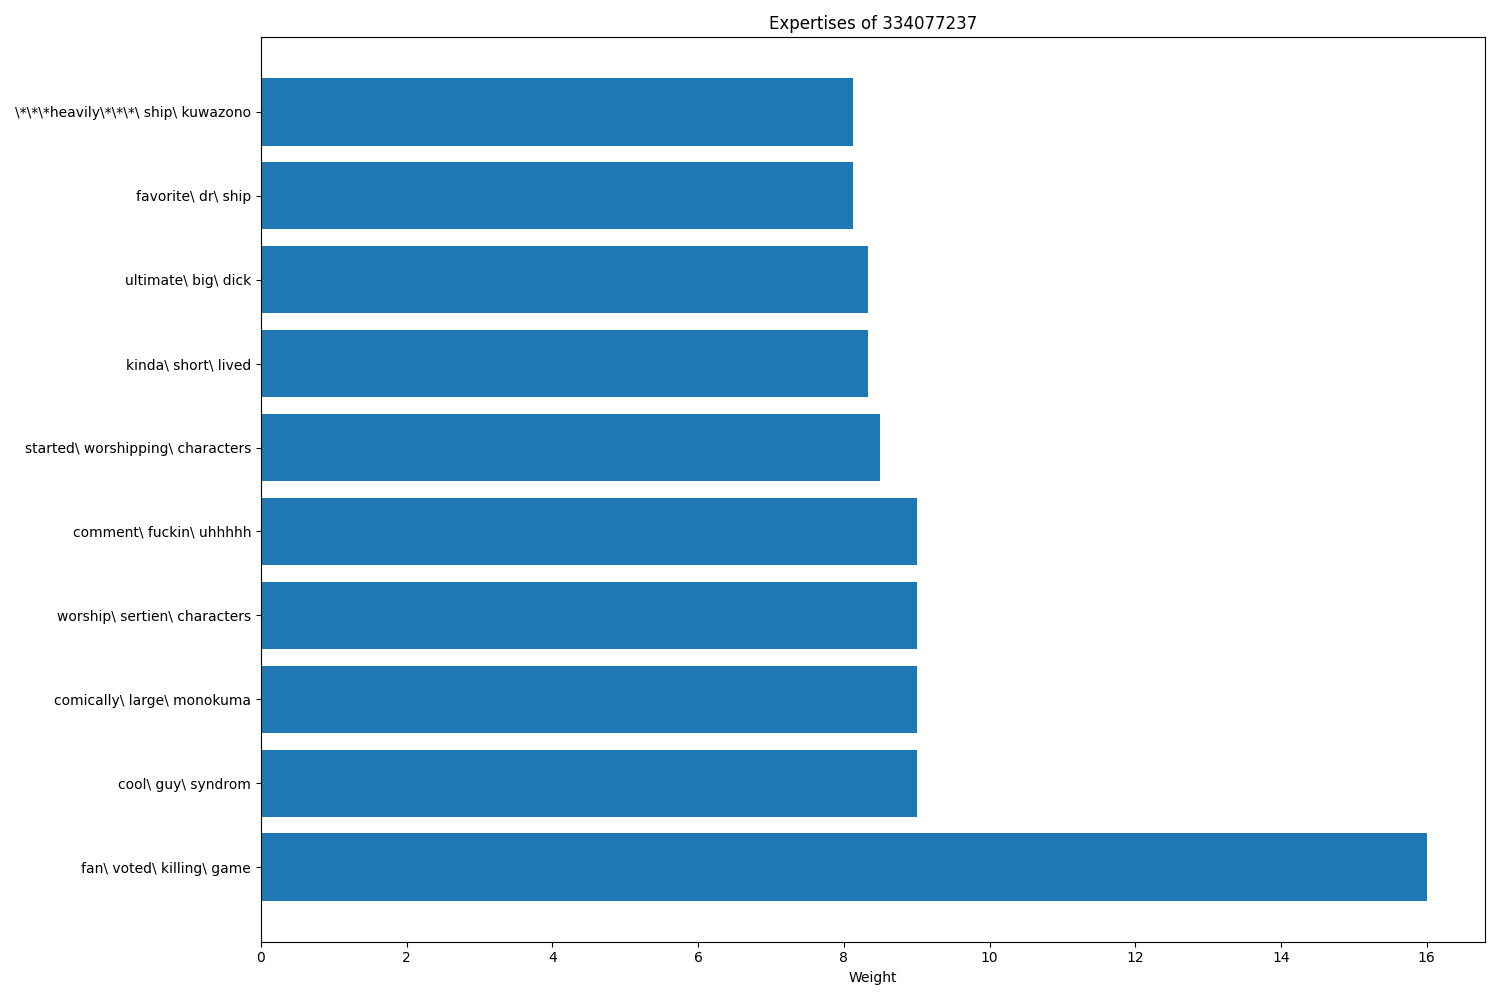 Expertises of 334077237
\*\*\*heavily\*\*\*\ ship\ kuwazono
favorite\ dr\ ship
ultimate\ big\ dick
kinda\ short\ lived
started\ worshipping\ characters
comment\ fuckin\ uhhhhh
worship\ sertien\ characters
comically\ large\ monokuma
cool\ guy\ syndrom
fan\ voted\ killing\ game
0 2 4 6 8 10 12 14 16
Weight